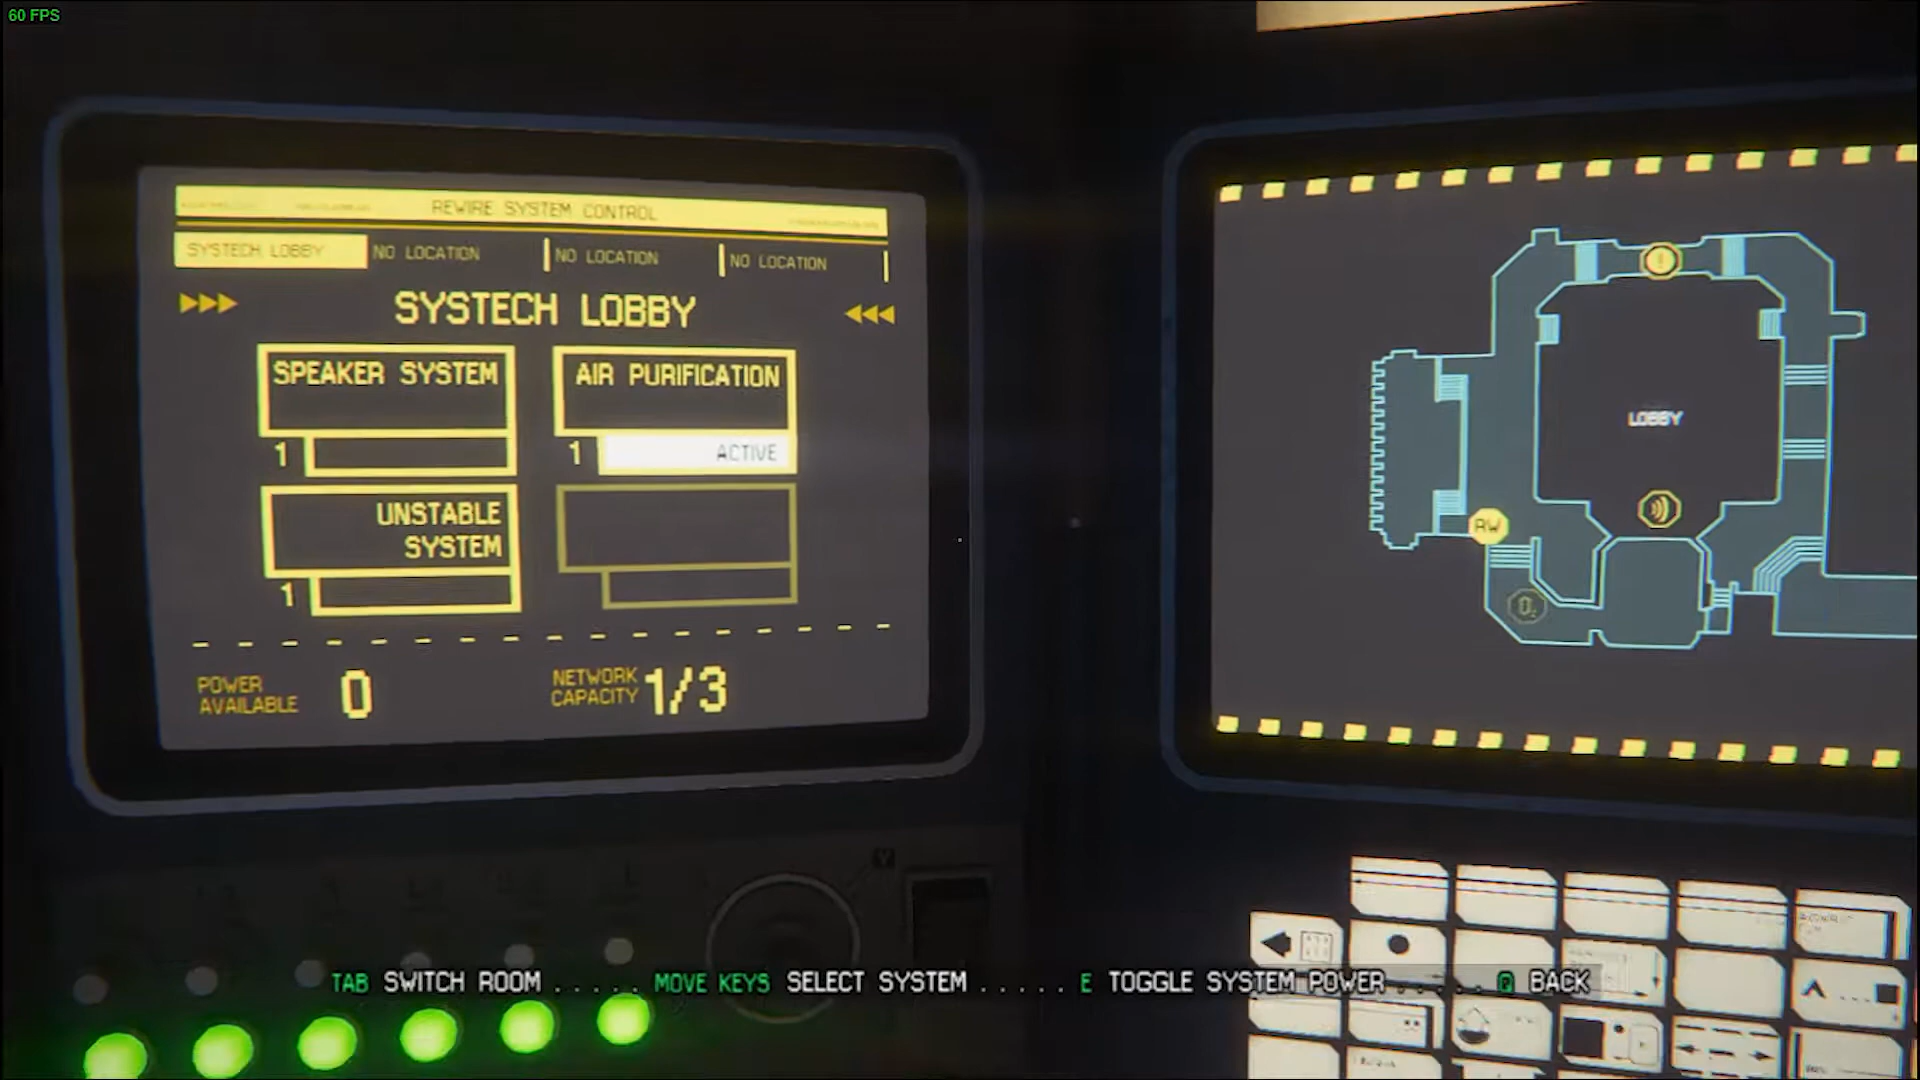 60 FPS
REWIRE SYSTEM CONTROL
SYSTECH LOBBY NO LOCATION NO LOCATION NO LOCATION
SYSTECH LOBBY
SPEAKER SYSTEM
1
AIR PURIFICATION
1 ACTIVE
UNSTABLE
SYSTEM
1
POWER
AVAILABLE 0
NETWORK
CAPACITY 1/3
LOBBY
RW
TAB SWITCH ROOM ..... MOVE KEYS SELECT SYSTEM ..... E TOGGLE SYSTEM POWER ..... Q BACK